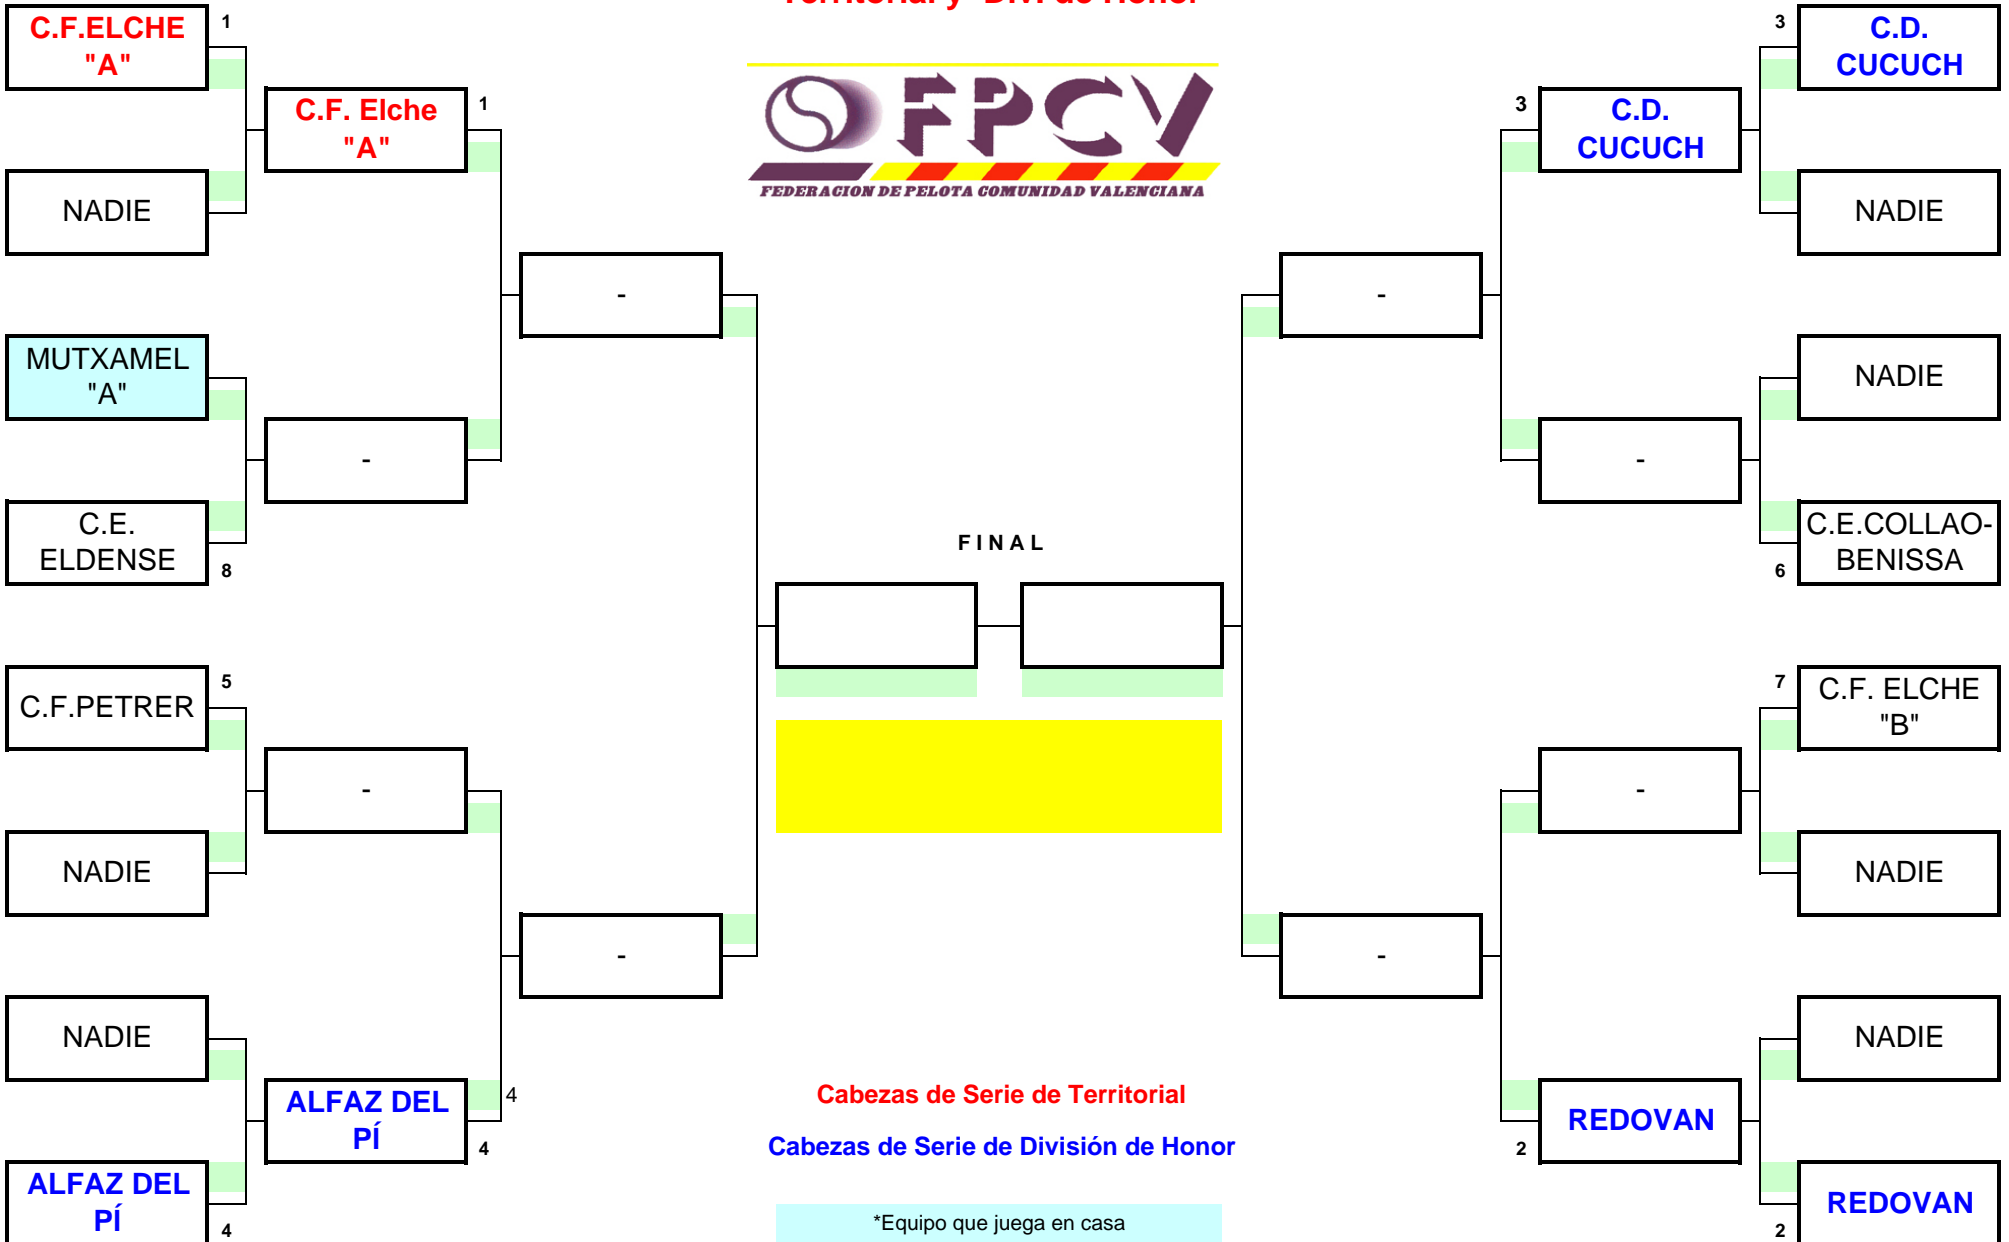 Territorial y Div. de Honor
C.F.ELCHE
"A"
1
NADIE
MUTXAMEL
"A"
C.E.
ELDENSE
8
C.F.PETRER
5
NADIE
NADIE
ALFAZ DEL
PÍ
4
C.F. Elche
"A"
1
-
-
ALFAZ DEL
PÍ
4
4
-
-
FPCV
FEDERACION DE PELOTA COMUNIDAD VALENCIANA
FINAL
Cabezas de Serie de Territorial
Cabezas de Serie de División de Honor
*Equipo que juega en casa
-
-
3
C.D.
CUCUCH
-
-
REDOVAN
2
3
C.D.
CUCUCH
NADIE
NADIE
C.E.COLLAO-
BENISSA
6
7
C.F. ELCHE
"B"
NADIE
NADIE
REDOVAN
2